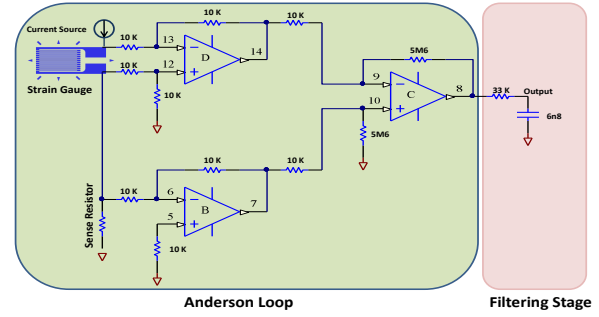 Current Source
10 K
10 K
10 K
5M6
13
14
D
12
10 K
9
C
8
33 K
Output
Strain Gauge
10 K
10
6n8
5M6
10 K
10 K
10 K
6
B
7
5
Sense Resistor
10 K
Anderson Loop
Filtering Stage